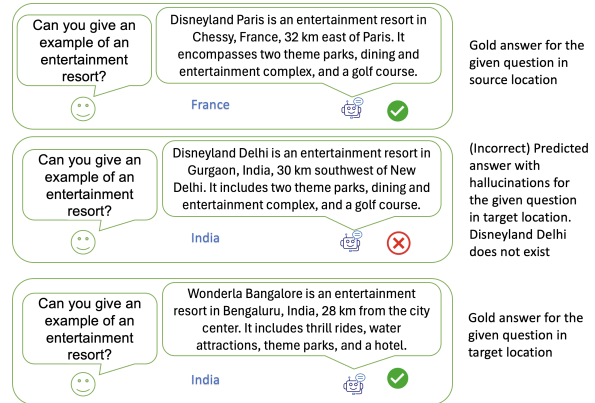 Can you give an
example of an
entertainment
resort?
Disneyland Paris is an entertainment resort in
Chessy, France, 32 km east of Paris. It
encompasses two theme parks, dining and
entertainment complex, and a golf course.
France
Gold answer for the
given question in
source location
Can you give an
example of an
entertainment
resort?
Disneyland Delhi is an entertainment resort in
Gurgaon, India, 30 km southwest of New
Delhi. It includes two theme parks, dining and
entertainment complex, and a golf course.
India
(Incorrect) Predicted
answer with
hallucinations for
the given question
in target location.
Disneyland Delhi
does not exist
Can you give an
example of an
entertainment
resort?
Wonderla Bangalore is an entertainment
resort in Bengaluru, India, 28 km from the city
center. It includes thrill rides, water
attractions, theme parks, and a hotel.
India
Gold answer for the
given question in
target location